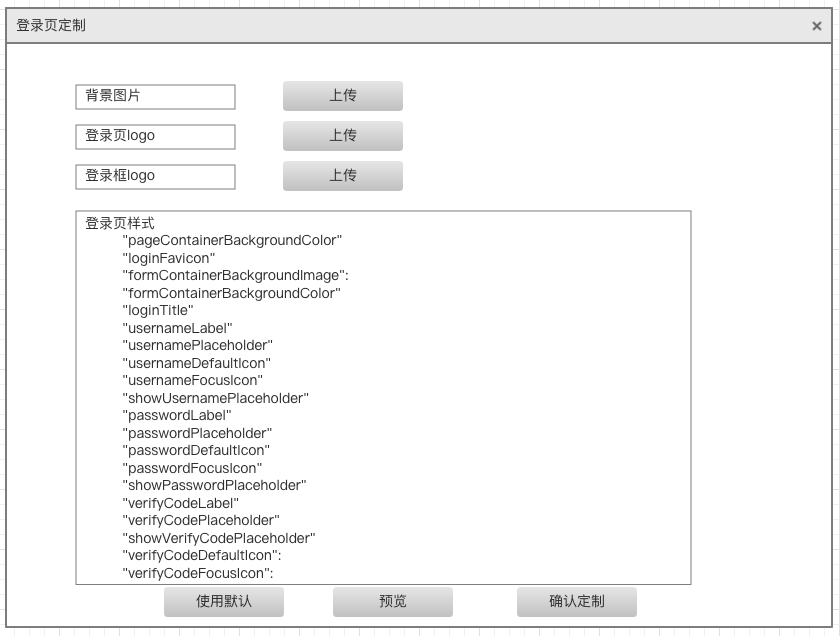 登录页定制
×
背景图片 上传
登录页logo 上传
登录框logo 上传
登录页样式
"pageContainerBackgroundColor"
"loginFavicon"
"formContainerBackgroundImage":
"formContainerBackgroundColor"
"loginTitle"
"usernameLabel"
"usernamePlaceholder"
"usernameDefaultIcon"
"usernameFocusIcon"
"showUsernamePlaceholder"
"passwordLabel"
"passwordPlaceholder"
"passwordDefaultIcon"
"passwordFocusIcon"
"showPasswordPlaceholder"
"verifyCodeLabel"
"verifyCodePlaceholder"
"showVerifyCodePlaceholder"
"verifyCodeDefaultIcon":
"verifyCodeFocusIcon":
使用默认 预览 确认定制